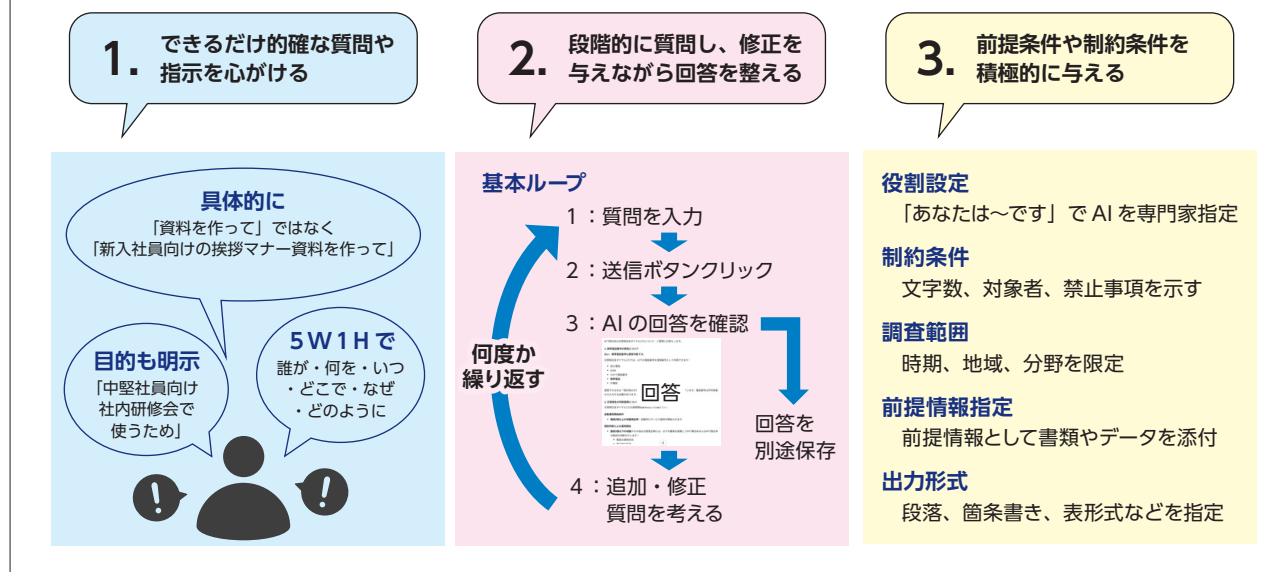 1. できるだけ的確な質問や
指示を心がける
具体的に
「資料を作って」ではなく
「新入社員向けの挨拶マナー資料を作って」
目的も明示
「中堅社員向け
社内研修会で
使うため」
5W1Hで
誰が・何を・いつ
・どこで・なぜ
・どのように
2. 段階的に質問し、修正を
与えながら回答を整える
基本ループ
1：質問を入力
2：送信ボタンクリック
3：AIの回答を確認
何度か
繰り返す
回答
回答を
別途保存
4：追加・修正
質問を考える
3. 前提条件や制約条件を
積極的に与える
役割設定
「あなたは～です」でAIを専門家指定
制約条件
文字数、対象者、禁止事項を示す
調査範囲
時期、地域、分野を限定
前提情報指定
前提情報として書類やデータを添付
出力形式
段落、箇条書き、表形式などを指定